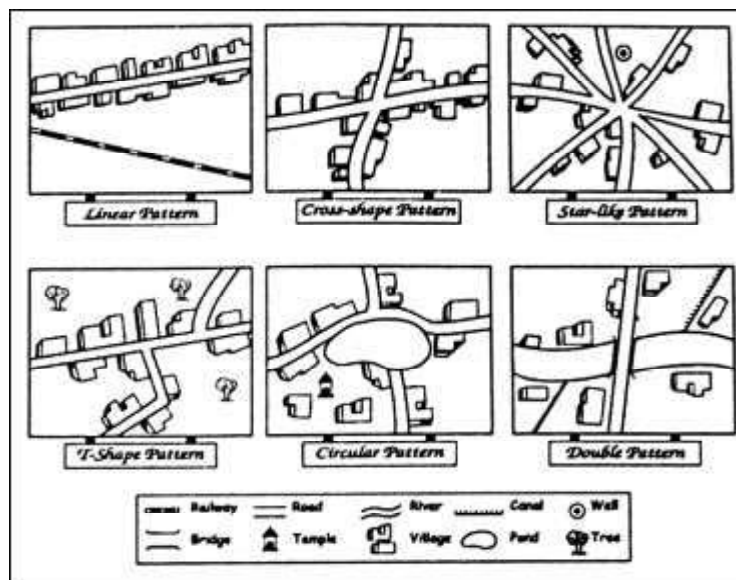 Linear Pattern
Cross-shape Pattern
Star-like Pattern
T-Shape Pattern
Circular Pattern
Double Pattern
Railway
Road
River
Canal
Well
Bridge
Temple
Village
Pond
Tree